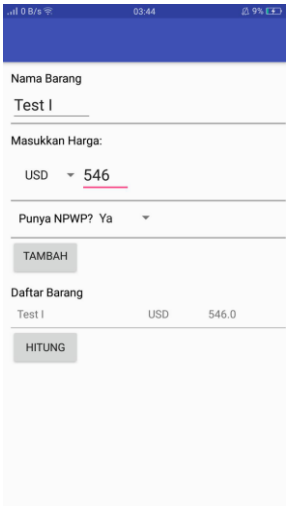 0 B/s 03:44 9%
Nama Barang
Test I
Masukkan Harga:
USD 546
Punya NPWP? Ya
TAMBAH
Daftar Barang
Test I USD 546.0
HITUNG